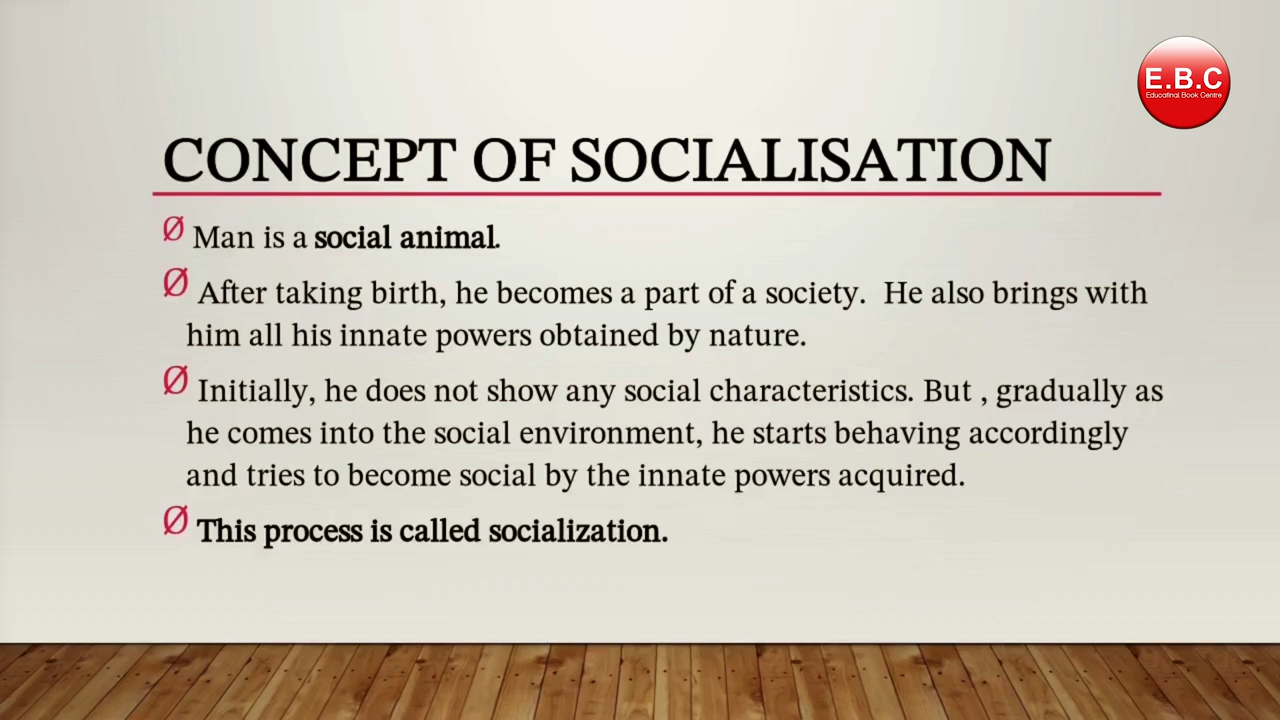 E.B.C
Educatinal Book Centre
CONCEPT OF SOCIALISATION
Ø Man is a social animal.
Ø After taking birth, he becomes a part of a society. He also brings with
him all his innate powers obtained by nature.
Ø Initially, he does not show any social characteristics. But , gradually as
he comes into the social environment, he starts behaving accordingly
and tries to become social by the innate powers acquired.
Ø This process is called socialization.